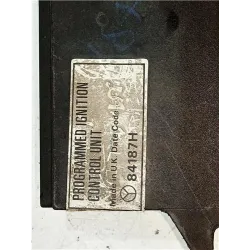 PROGRAMMED IGNITION
CONTROL UNIT
Made in U.K. Date Code
84187H